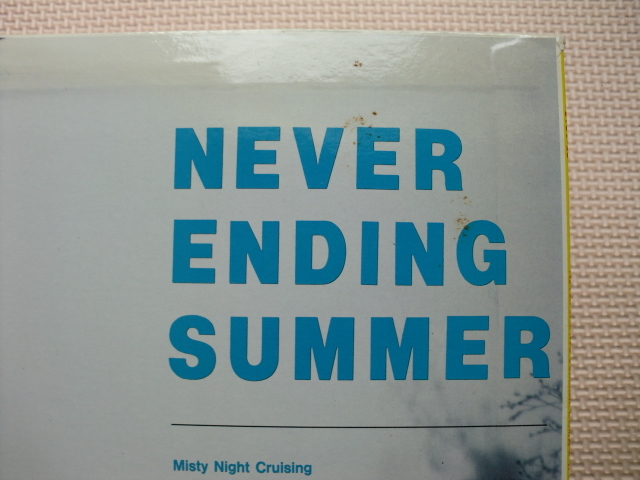 NEVER
ENDING
SUMMER
Misty Night Cruising